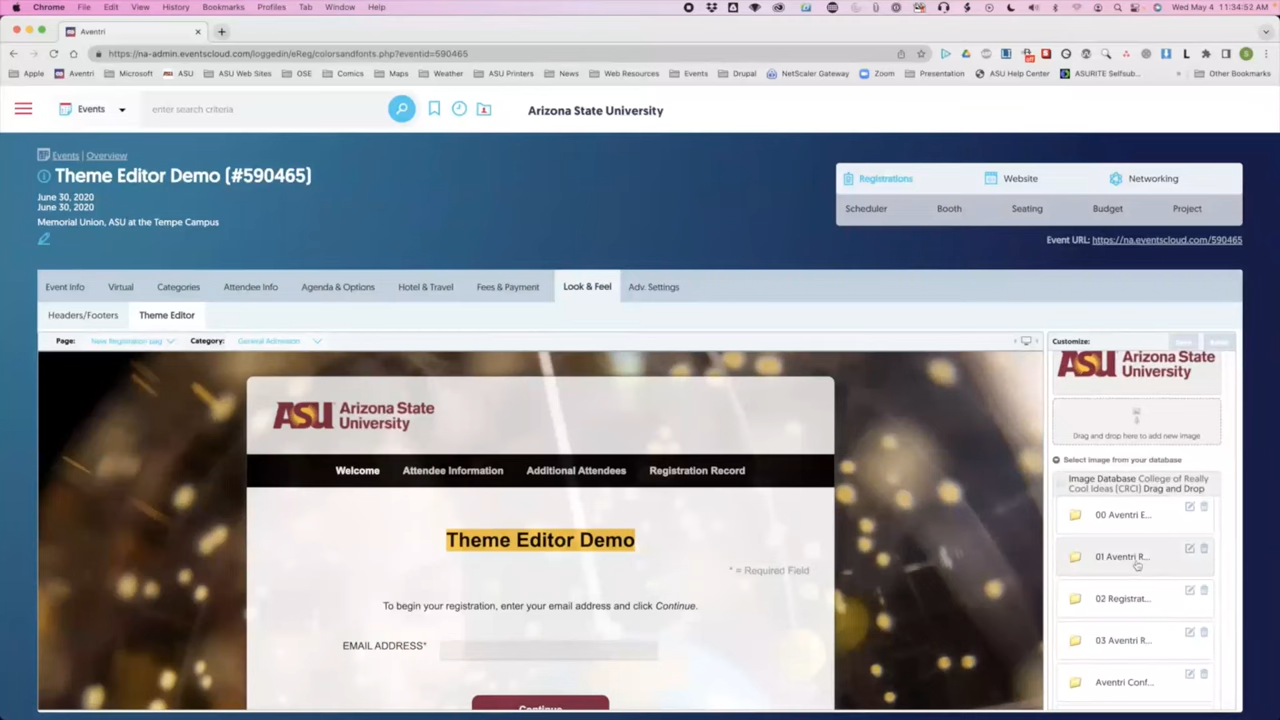 Chrome File Edit View History Bookmarks Profiles Tab Window Help Wed May 4 11:34:52 AM
Aventri
https://na-admin.eventscloud.com/loggedin/eReg/colorsandfonts.php?eventid=590465
Apple Aventri Microsoft ASU ASU Web Sites OSE Comics Maps Weather ASU Printers News Web Resources Events Drupal NetScaler Gateway Zoom Presentation ASU Help Center ASURITE Selfsub... » Other Bookmarks
Events enter search criteria Arizona State University
Events | Overview
Theme Editor Demo (#590465)
June 30, 2020
June 30, 2020
Memorial Union, ASU at the Tempe Campus
Registrations Website Networking
Scheduler Booth Seating Budget Project
Event URL: https://na.eventscloud.com/590465
Event Info Virtual Categories Attendee Info Agenda & Options Hotel & Travel Fees & Payment Look & Feel Adv. Settings
Headers/Footers Theme Editor
Page: New Registration pag Category: General Admission Customize:
ASU Arizona State University
Welcome Attendee Information Additional Attendees Registration Record
Theme Editor Demo
* = Required Field
To begin your registration, enter your email address and click Continue.
EMAIL ADDRESS*
Continue
ASU Arizona State
University
Drag and drop here to add new image
Select image from your database
Image Database College of Really
Cool Ideas (CRCI) Drag and Drop
00 Aventri E...
01 Aventri R...
02 Registrat...
03 Aventri R...
Aventri Conf...